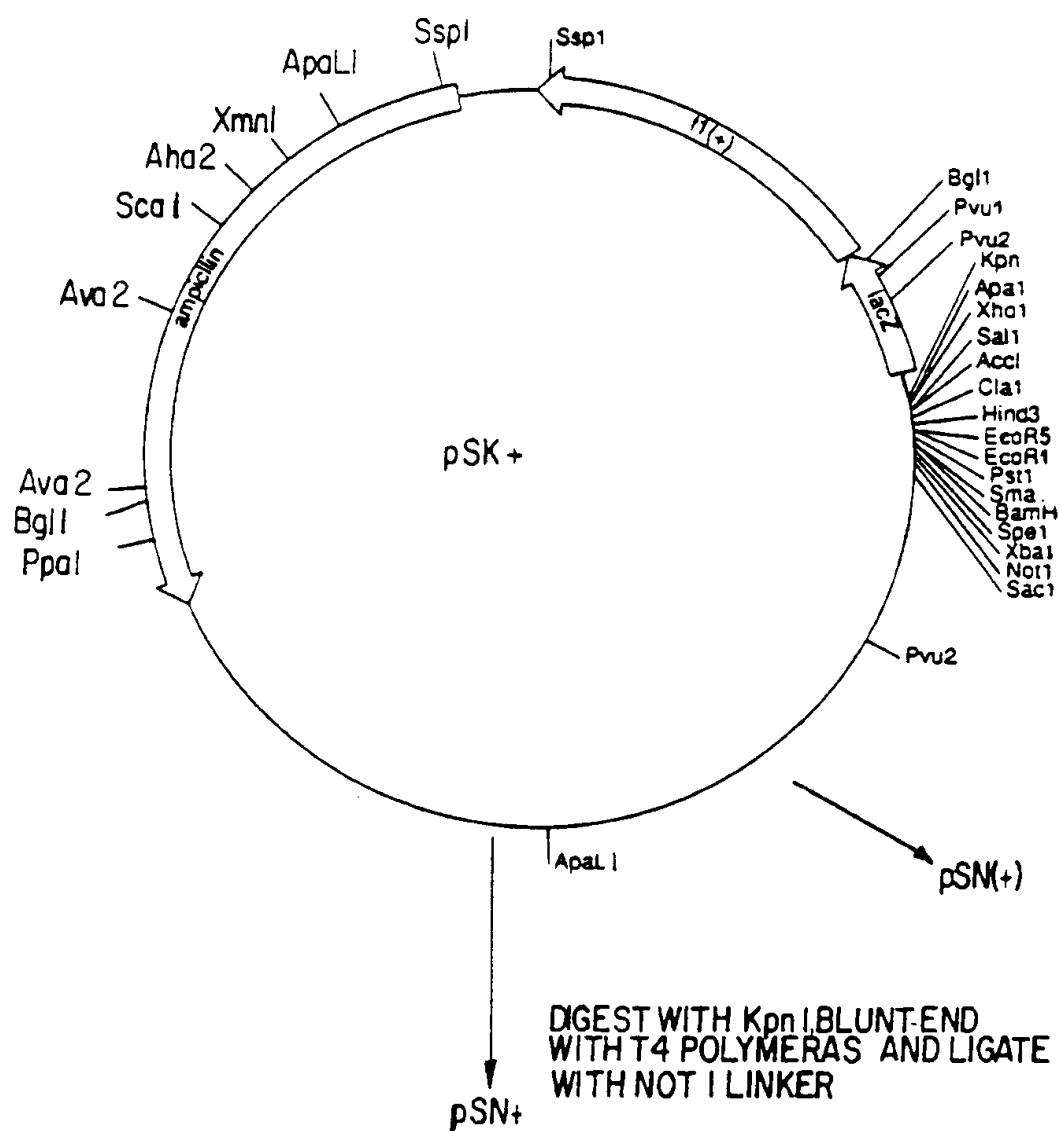 SspI
Ssp1
ApaLI
XmnI
Aha2
ScaI
Ava2
ampicillin
Ava2
BglI
PpaI
f1(+)
lacZ
Bgl1
Pvu1
Pvu2
Kpn
Apa1
Xho1
Sal1
AccI
Cla1
Hind3
EcoR5
EcoR1
Pst1
Sma
BamH
Spe1
Xba1
Not1
Sac1
pSK+
Pvu2
ApaLI
pSN(+)
DIGEST WITH KpnI,BLUNT-END
WITH T4 POLYMERAS AND LIGATE
WITH NOT I LINKER
pSN+